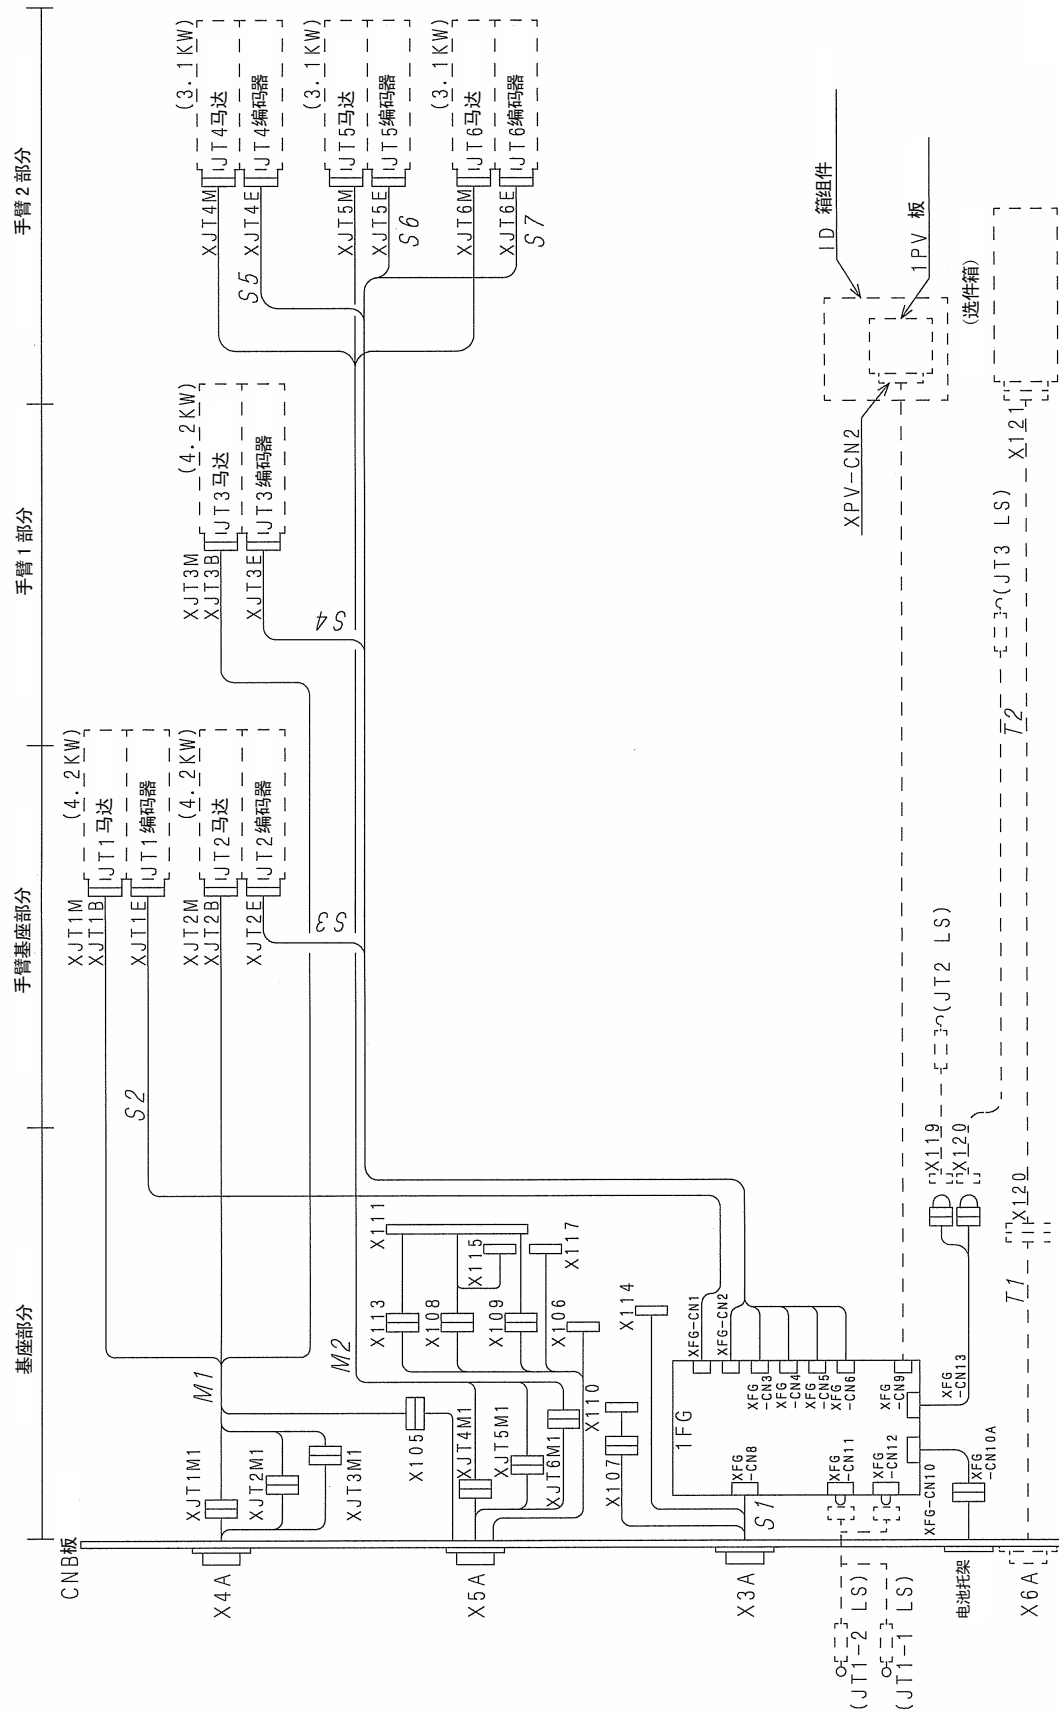 基座部分
手臂基座部分
手臂1部分
手臂2部分
CNB板
X4A
X5A
X3A
X6A
电池托架
(JT1-2 LS)
(JT1-1 LS)
XJT1M1
XJT2M1
XJT3M1
M1
X105
XJT4M1
XJT5M1
XJT6M1
M2
X113
X108
X109
X106
X111
X115
X117
X110
X107
X114
S1
1FG
XFG
-CN8
XFG
-CN11
XFG
-CN12
XFG-CN1
XFG-CN2
XFG
-CN3
XFG
-CN4
XFG
-CN5
XFG
-CN6
XFG
-CN9
XFG-CN10
XFG
-CN10A
XFG
-CN13
T1
X120
X119
X120
(JT2 LS)
S2
XJT1M
XJT1B
XJT1E
(4.2KW)
JT1马达
JT1编码器
XJT2M
XJT2B
XJT2E
(4.2KW)
JT2马达
JT2编码器
S3
XJT3M
XJT3B
XJT3E
(4.2KW)
JT3马达
JT3编码器
S4
T2
(JT3 LS)
X121
(选件箱)
XPV-CN2
ID 箱组件
1PV 板
XJT4M
XJT4E
(3.1KW)
JT4马达
JT4编码器
S5
XJT5M
XJT5E
(3.1KW)
JT5马达
JT5编码器
S6
XJT6M
XJT6E
(3.1KW)
JT6马达
JT6编码器
S7